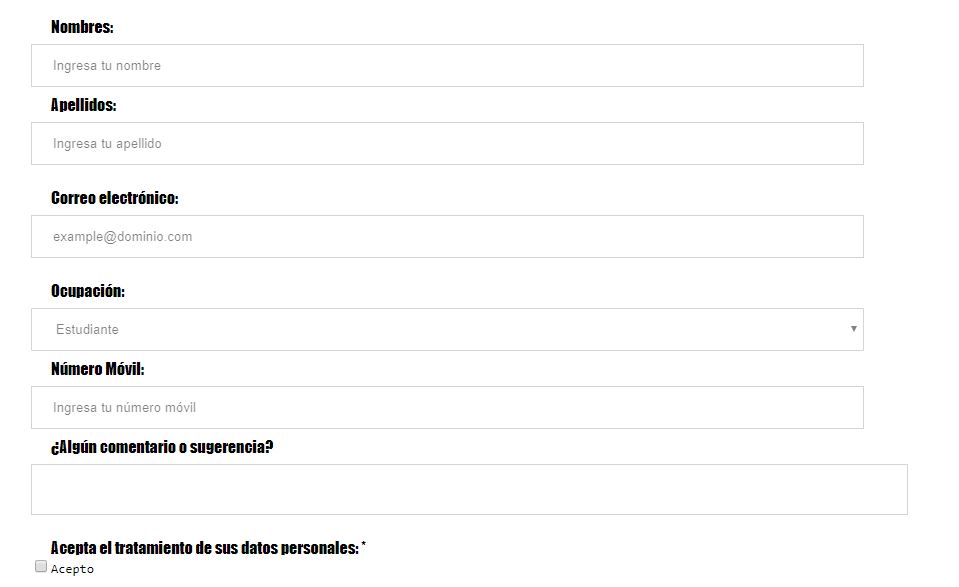 Nombres:
Ingresa tu nombre
Apellidos:
Ingresa tu apellido
Correo electrónico:
example@dominio.com
Ocupación:
Estudiante
Número Móvil:
Ingresa tu número móvil
¿Algún comentario o sugerencia?
Acepta el tratamiento de sus datos personales: *
Acepto